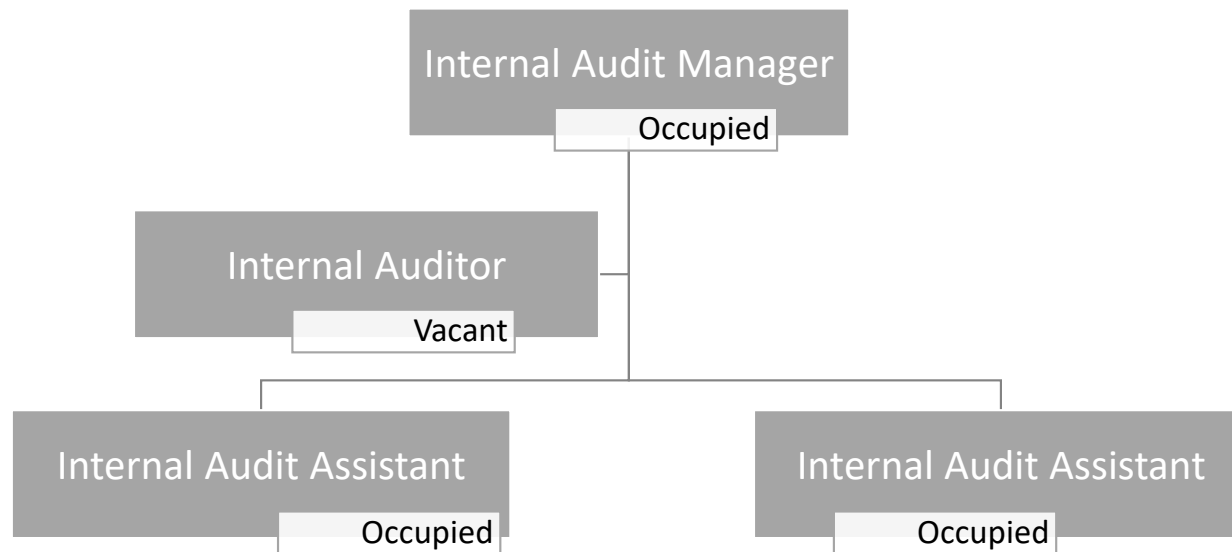 Internal Audit Manager
Occupied
Internal Auditor
Vacant
Internal Audit Assistant
Occupied
Internal Audit Assistant
Occupied